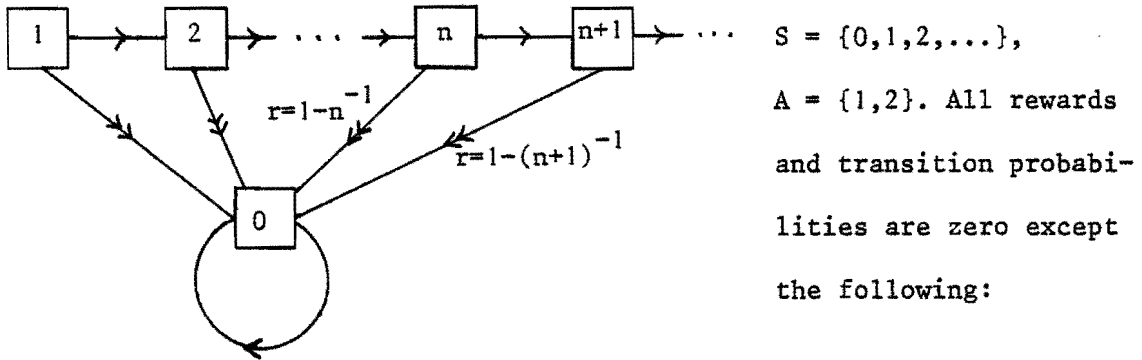 1 2 ... n n+1 ... S = {0,1,2,...},
A = {1,2}. All rewards
r=1-n⁻¹
r=1-(n+1)⁻¹ and transition probabi-
0 lities are zero except
the following: